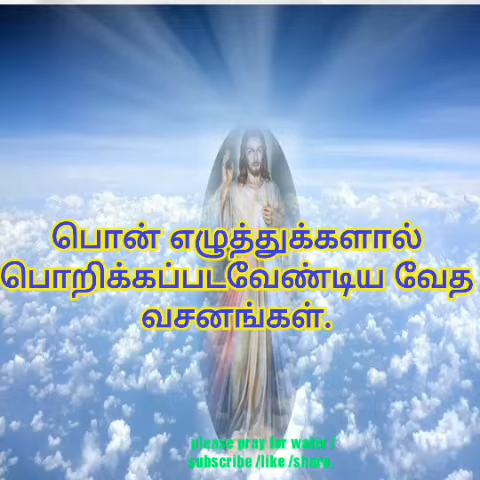 பொன் எழுத்துக்களால்
பொறிக்கப்படவேண்டிய வேத
வசனங்கள்.
please pray for water /
subscribe /like /share.